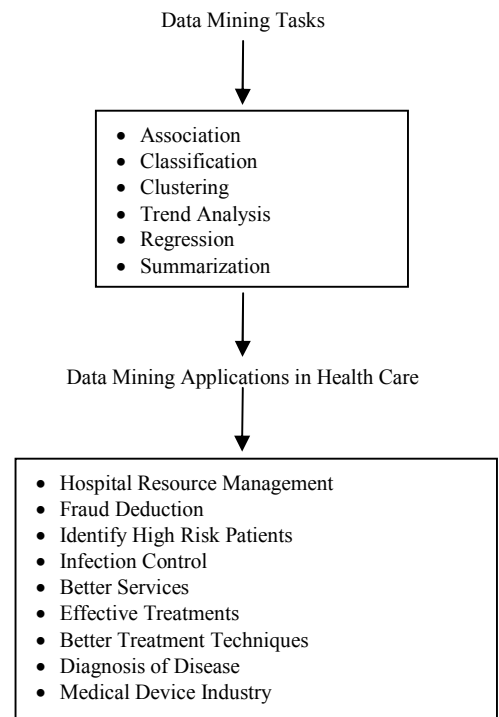 Data Mining Tasks
• Association
• Classification
• Clustering
• Trend Analysis
• Regression
• Summarization
Data Mining Applications in Health Care
• Hospital Resource Management
• Fraud Deduction
• Identify High Risk Patients
• Infection Control
• Better Services
• Effective Treatments
• Better Treatment Techniques
• Diagnosis of Disease
• Medical Device Industry